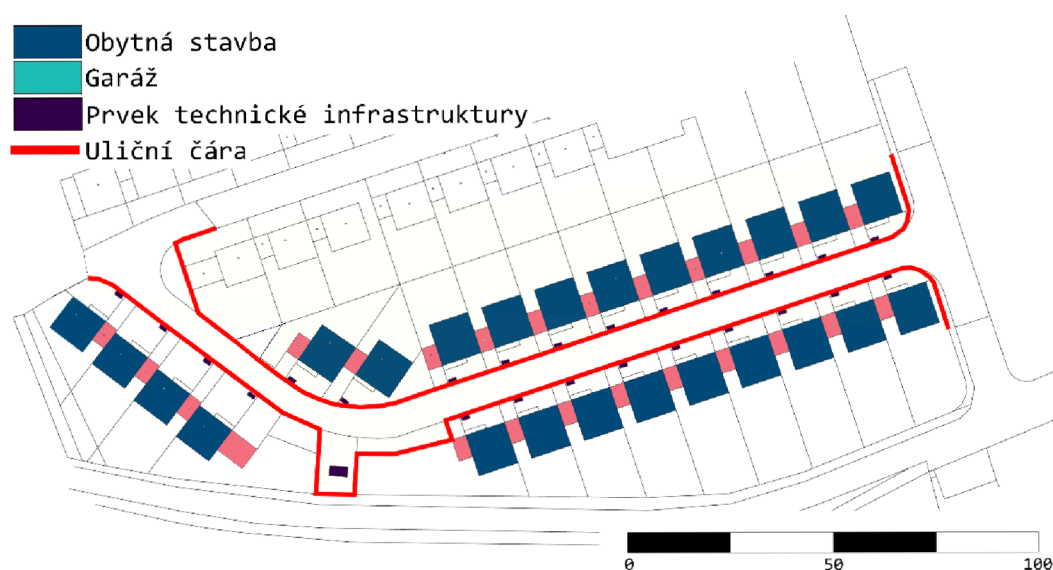 Obytná stavba
Garáž
Prvek technické infrastruktury
Uliční čára
0 50 100